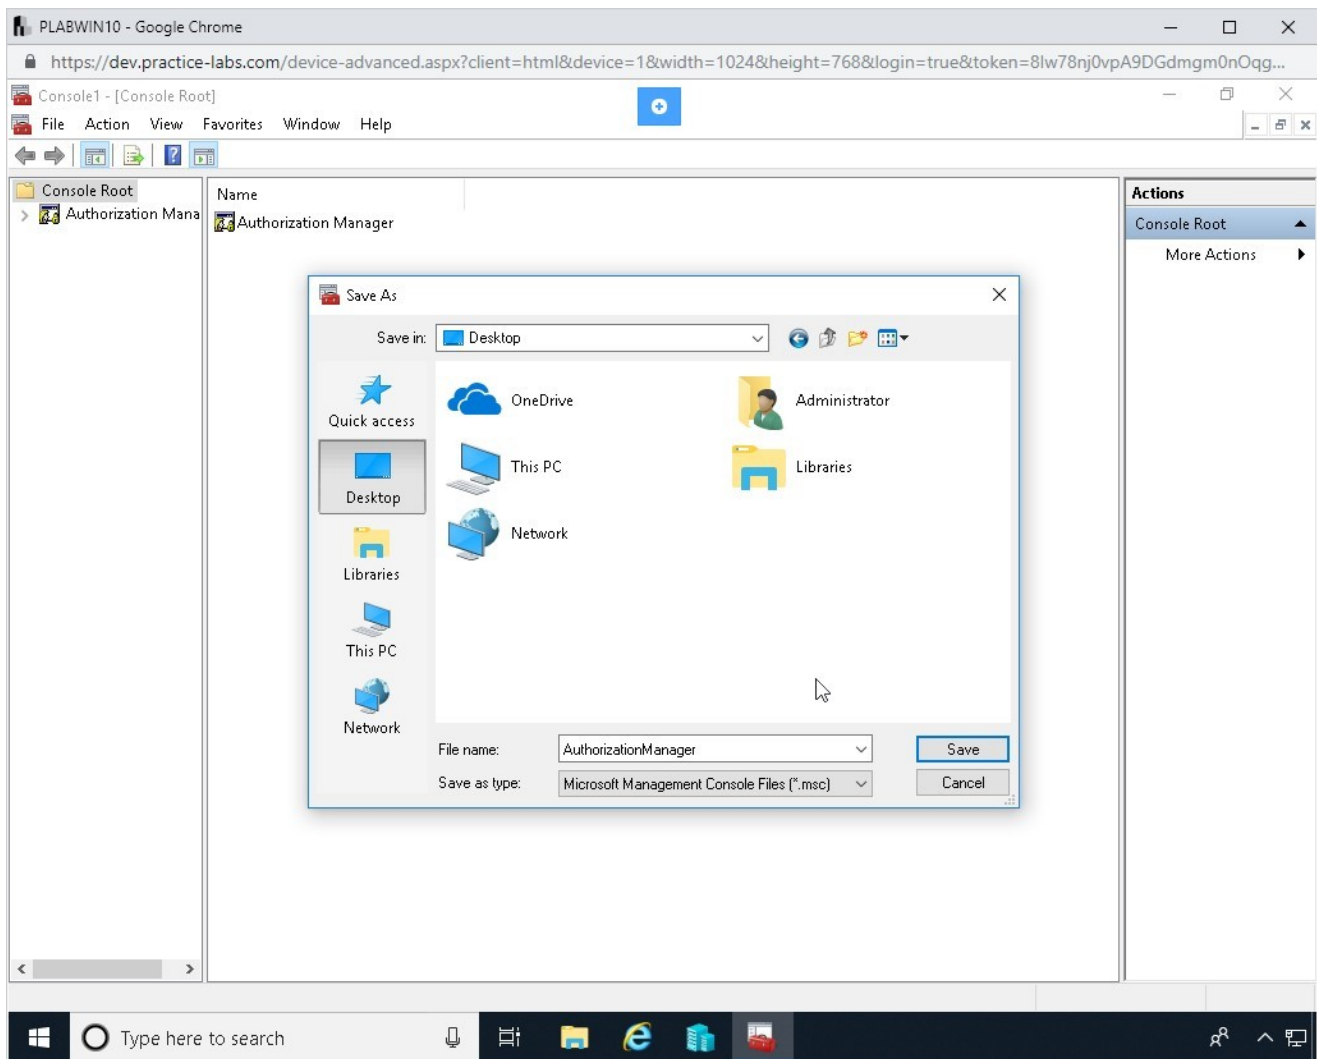 PLABWIN10 - Google Chrome
https://dev.practice-labs.com/device-advanced.aspx?client=html&device=1&width=1024&height=768&login=true&token=8lw78nj0vpA9DGdmgm0nOqg...
Console1 - [Console Root]
File Action View Favorites Window Help
Console Root
Authorization Mana
Name
Authorization Manager
Actions
Console Root
More Actions
Save As
Save in: Desktop
Quick access
Desktop
Libraries
This PC
Network
OneDrive
Administrator
This PC
Libraries
Network
File name: AuthorizationManager
Save
Save as type: Microsoft Management Console Files (*.msc)
Cancel
Type here to search